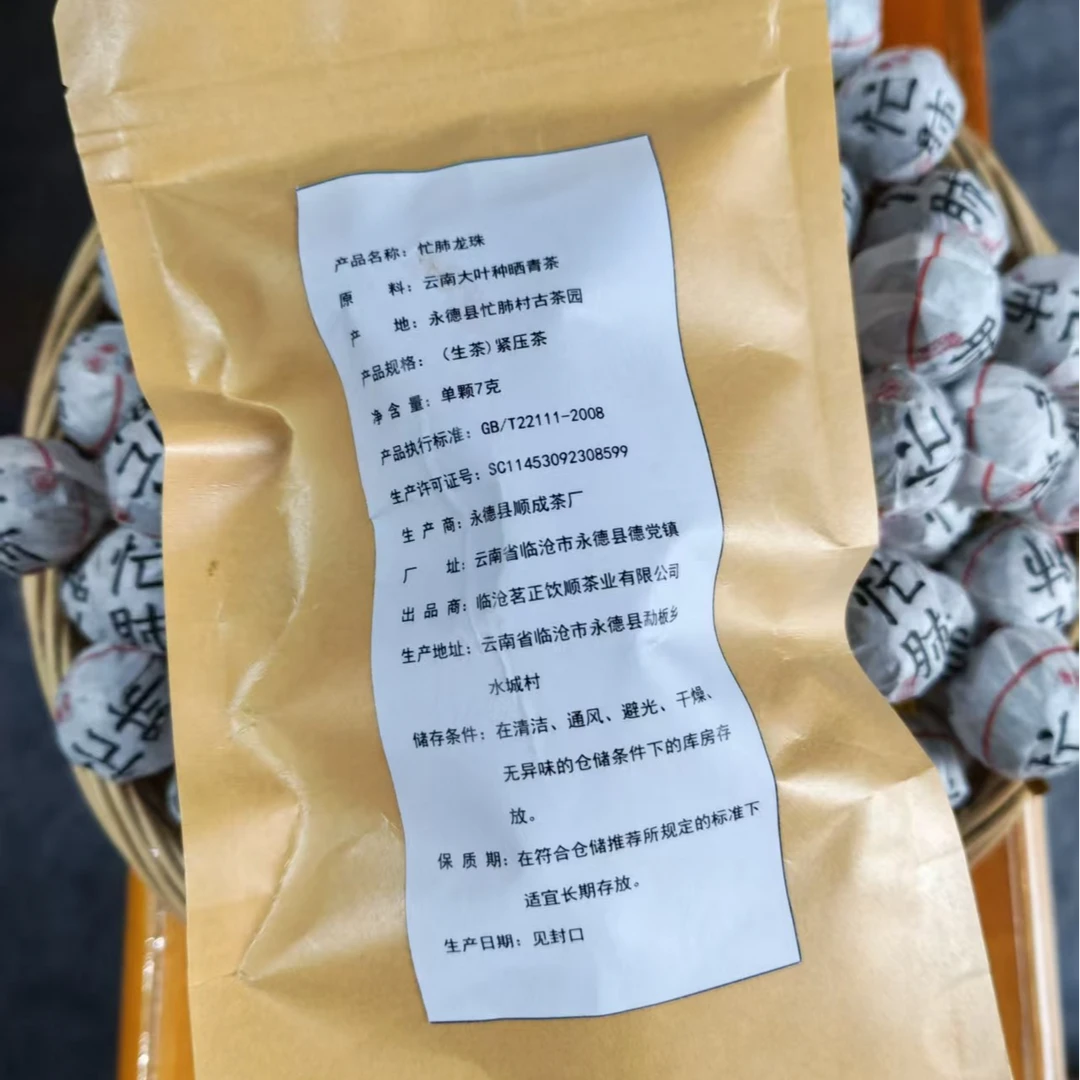 产品名称：忙肺龙珠
原　　料：云南大叶种晒青茶
产　　地：永德县忙肺村古茶园
产品规格：(生茶)紧压茶
净 含 量：单颗7克
产品执行标准：GB/T22111-2008
生产许可证号：SC11453092308599
生 产 商：永德县顺成茶厂
厂　　址：云南省临沧市永德县德党镇
出 品 商：临沧茗正饮顺茶业有限公司
生产地址：云南省临沧市永德县勐板乡
水城村
储存条件：在清洁、通风、避光、干燥、
无异味的仓储条件下的库房存
放。
保 质 期：在符合仓储推荐所规定的标准下
适宜长期存放。
生产日期：见封口
忙
肺
忙
忙
肺
忙
肺